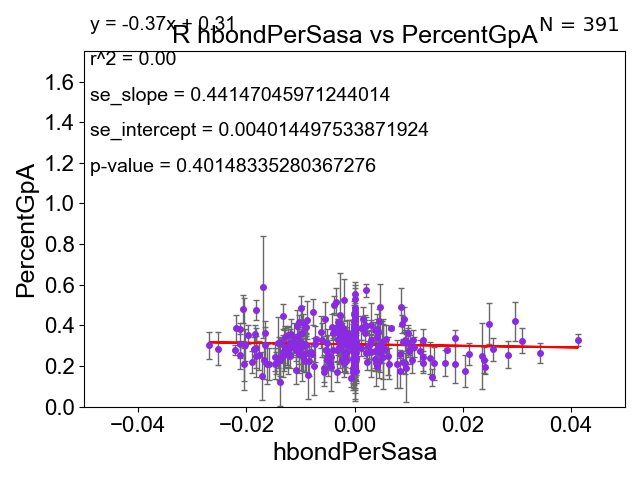 y = -0.37x + 0.31
N = 391
R hbondPerSasa vs PercentGpA
r^2 = 0.00
se_slope = 0.44147045971244014
se_intercept = 0.004014497533871924
p-value = 0.40148335280367276
PercentGpA
1.6
1.4
1.2
1.0
0.8
0.6
0.4
0.2
0.0
−0.04 −0.02 0.00 0.02 0.04
hbondPerSasa